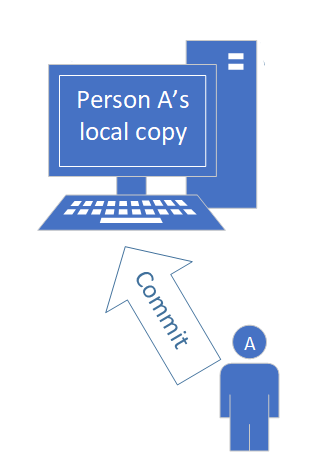 Person A’s
local copy
Commit
A